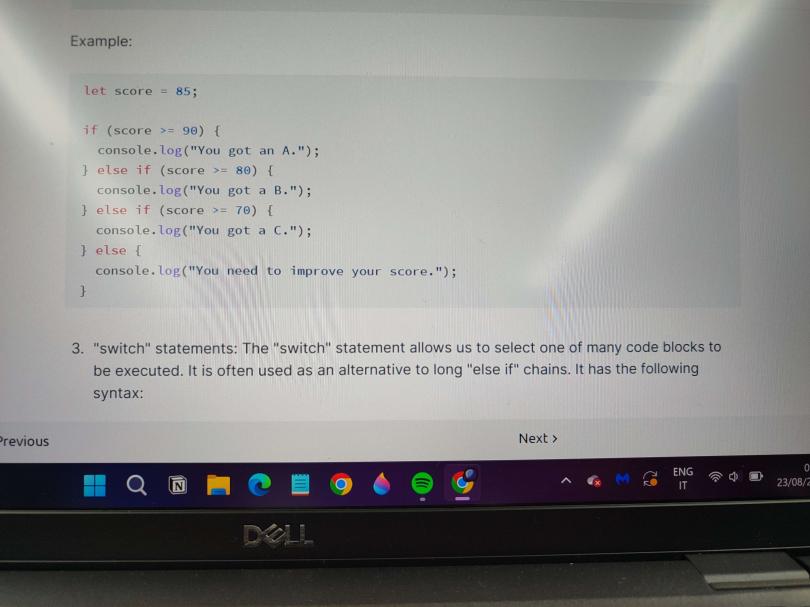 Example:
let score = 85;
if (score >= 90) {
console.log("You got an A.");
} else if (score >= 80) {
console.log("You got a B.");
} else if (score >= 70) {
console.log("You got a C.");
} else {
console.log("You need to improve your score.");
}
3. "switch" statements: The "switch" statement allows us to select one of many code blocks to
be executed. It is often used as an alternative to long "else if" chains. It has the following
syntax:
Previous
Next >
ENG
IT
23/08/2
DELL